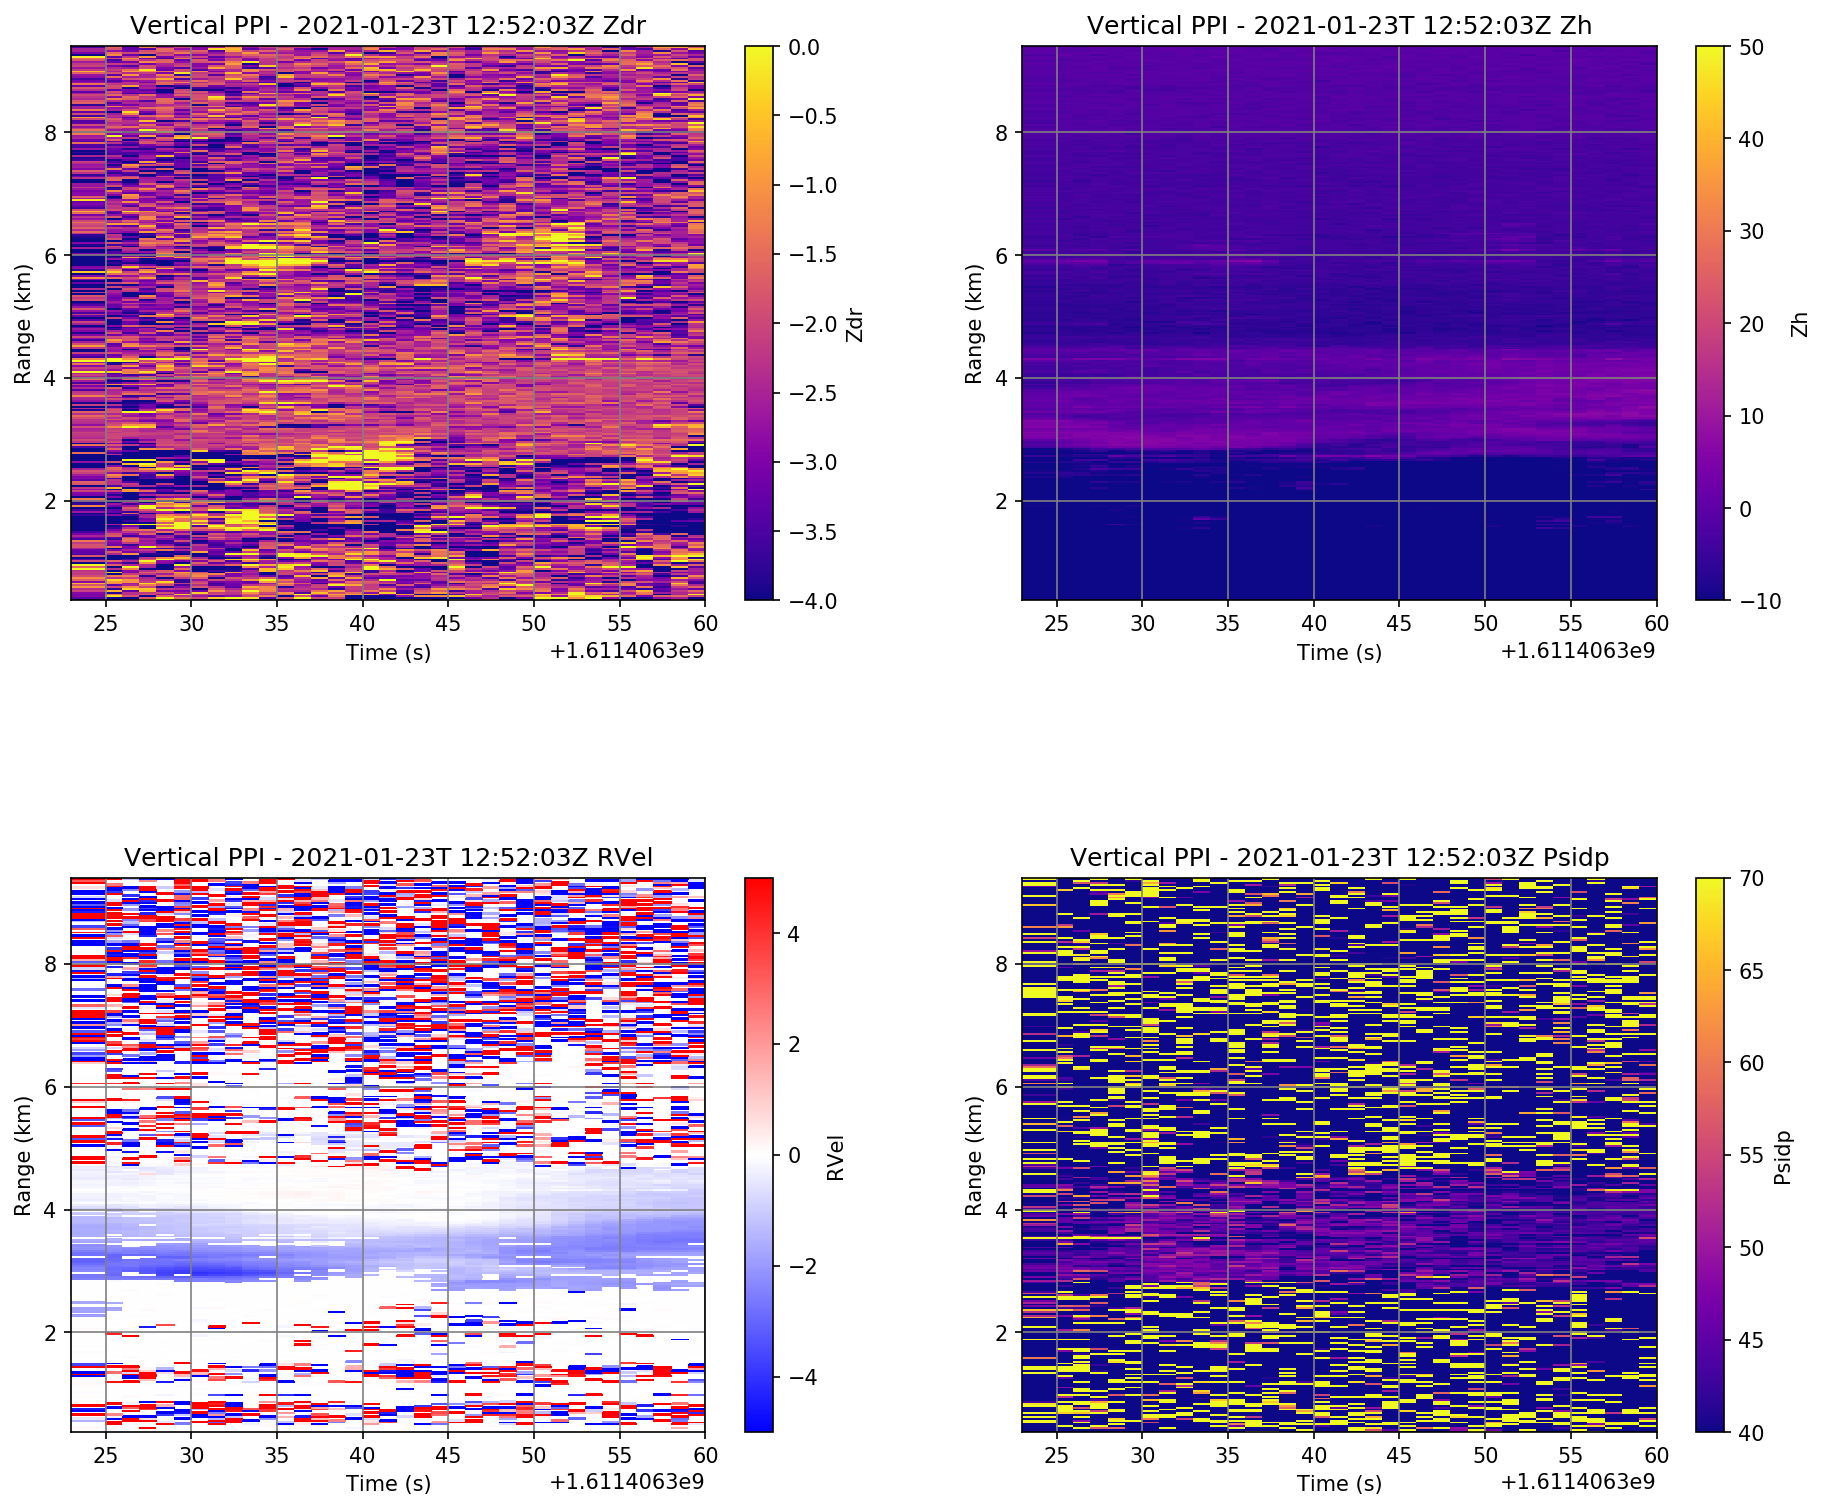 Vertical PPI - 2021-01-23T 12:52:03Z Zdr
Range (km)
8
6
4
2
25 30 35 40 45 50 55 60
Time (s)
+1.6114063e9
0.0
−0.5
−1.0
−1.5
−2.0
−2.5
−3.0
−3.5
−4.0
Zdr
Vertical PPI - 2021-01-23T 12:52:03Z Zh
Range (km)
8
6
4
2
25 30 35 40 45 50 55 60
Time (s)
+1.6114063e9
50
40
30
20
10
0
−10
Zh
Vertical PPI - 2021-01-23T 12:52:03Z RVel
Range (km)
8
6
4
2
25 30 35 40 45 50 55 60
Time (s)
+1.6114063e9
4
2
0
−2
−4
RVel
Vertical PPI - 2021-01-23T 12:52:03Z Psidp
Range (km)
8
6
4
2
25 30 35 40 45 50 55 60
Time (s)
+1.6114063e9
70
65
60
55
50
45
40
Psidp